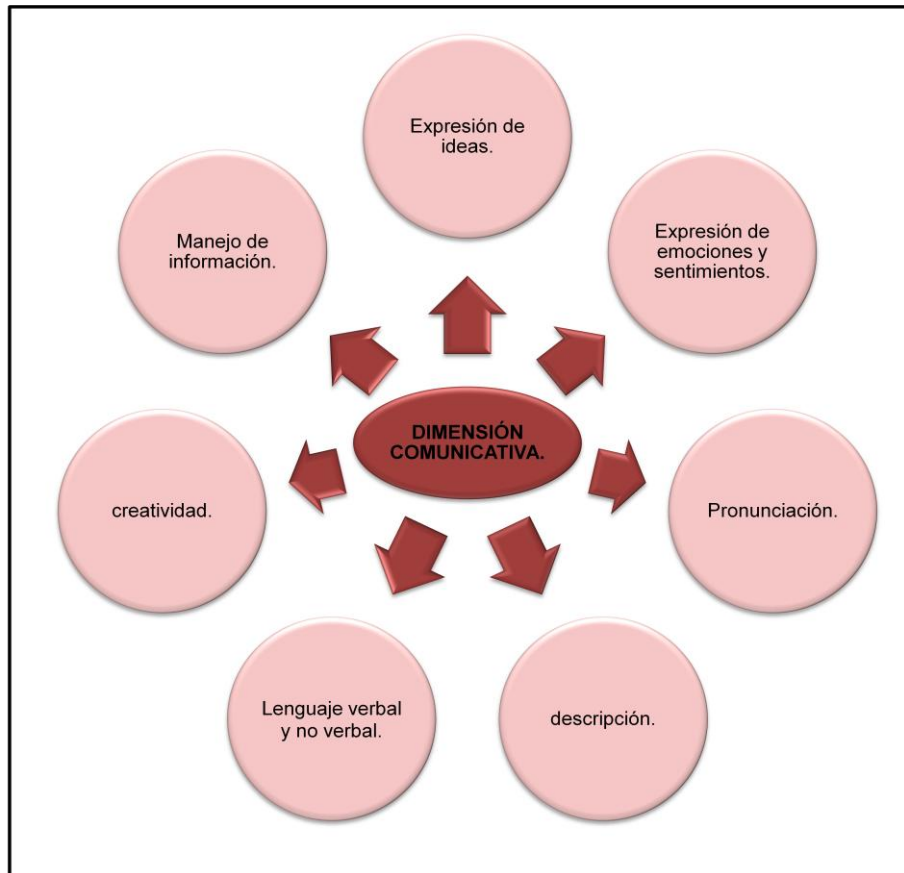 Expresión de
ideas.
Expresión de
emociones y
sentimientos.
Manejo de
información.
DIMENSIÓN
COMUNICATIVA.
creatividad.
Pronunciación.
Lenguaje verbal
y no verbal.
descripción.